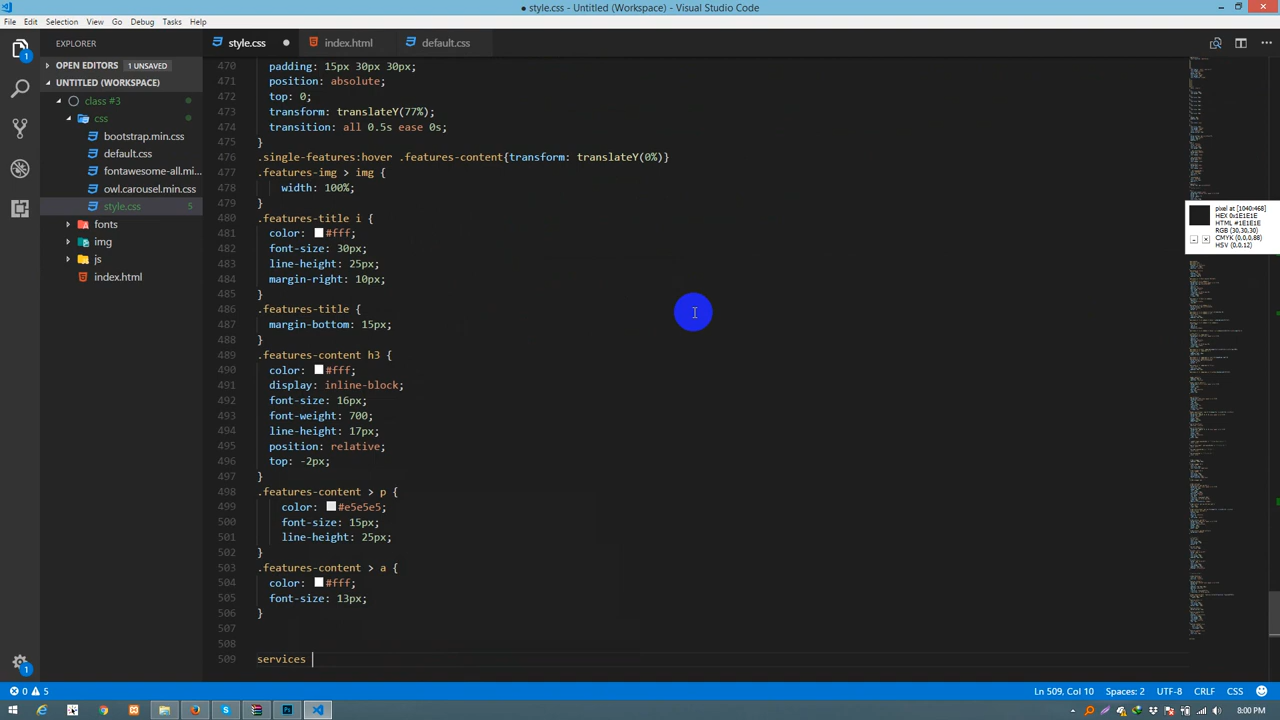 ● style.css - Untitled (Workspace) - Visual Studio Code
File Edit Selection View Go Debug Tasks Help
EXPLORER
OPEN EDITORS 1 UNSAVED
UNTITLED (WORKSPACE)
class #3
css
bootstrap.min.css
default.css
fontawesome-all.mi...
owl.carousel.min.css
style.css 5
fonts
img
js
index.html
1
1
style.css
index.html
default.css
470 padding: 15px 30px 30px;
471 position: absolute;
472 top: 0;
473 transform: translateY(77%);
474 transition: all 0.5s ease 0s;
475 }
476 .single-features:hover .features-content{transform: translateY(0%)}
477 .features-img > img {
478 width: 100%;
479 }
480 .features-title i {
481 color: #fff;
482 font-size: 30px;
483 line-height: 25px;
484 margin-right: 10px;
485 }
486 .features-title {
487 margin-bottom: 15px;
488 }
489 .features-content h3 {
490 color: #fff;
491 display: inline-block;
492 font-size: 16px;
493 font-weight: 700;
494 line-height: 17px;
495 position: relative;
496 top: -2px;
497 }
498 .features-content > p {
499 color: #e5e5e5;
500 font-size: 15px;
501 line-height: 25px;
502 }
503 .features-content > a {
504 color: #fff;
505 font-size: 13px;
506 }
507
508
509 services
pixel at [1040:468]
HEX 0x1E1E1E
HTML #1E1E1E
RGB (30,30,30)
CMYK (0,0,0,88)
HSV (0,0,12)
0 5
Ln 509, Col 10 Spaces: 2 UTF-8 CRLF CSS
8:00 PM